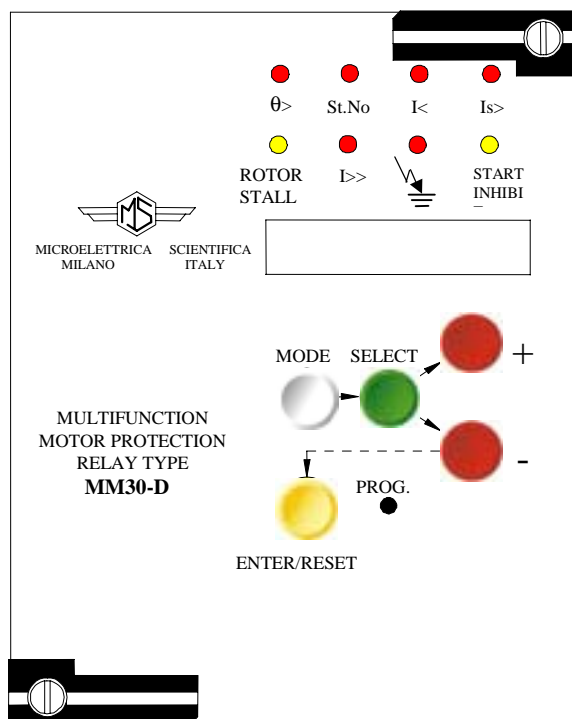 θ> St.No I< Is>
ROTOR STALL I>> START INHIBI
MS
MICROELETTRICA SCIENTIFICA
MILANO ITALY
MODE SELECT
+
MULTIFUNCTION
MOTOR PROTECTION
RELAY TYPE
MM30-D
-
PROG.
ENTER/RESET